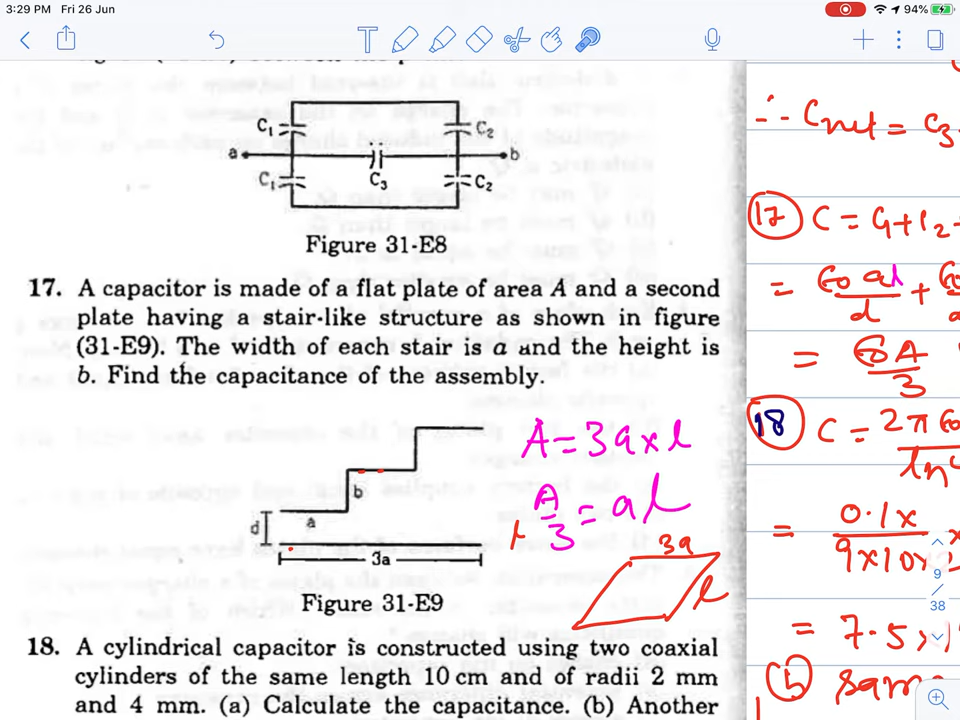 3:29 PM Fri 26 Jun
94%
C₁
C₂
a
b
C₃
C₁
C₂
Figure 31-E8
17. A capacitor is made of a flat plate of area A and a second
plate having a stair-like structure as shown in figure
(31-E9). The width of each stair is a and the height is
b. Find the capacitance of the assembly.
b
d
a
3a
Figure 31-E9
A = 3a × l
A/3 = a l
3a
l
18. A cylindrical capacitor is constructed using two coaxial
cylinders of the same length 10 cm and of radii 2 mm
and 4 mm. (a) Calculate the capacitance. (b) Another
∴ Cnet = C3
17 C = C1 + C2
= ε0 a l / d +
= ε0 A / 3
18 C = 2π ε0
ln
= 0.1 ×
9 × 10
= 7.5 × 1
(b) same
9
/
38